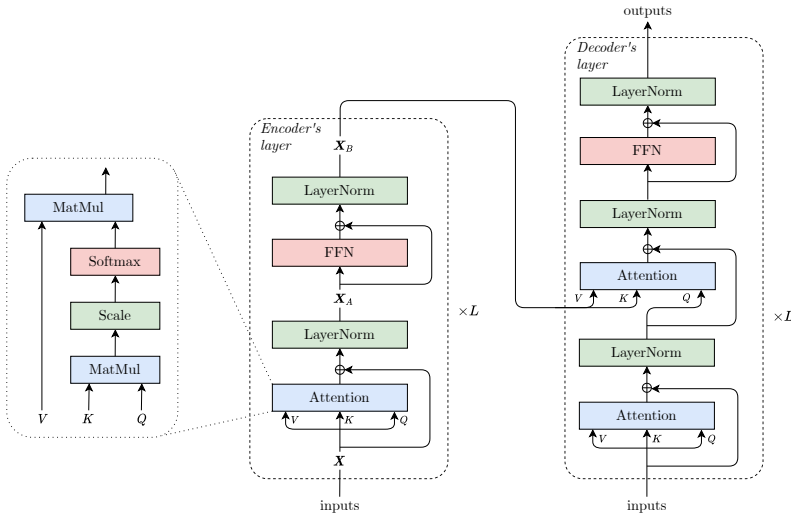 MatMul
Softmax
Scale
MatMul
V
K
Q
Encoder's
layer
X_B
LayerNorm
FFN
X_A
LayerNorm
Attention
V
K
Q
X
inputs
×L
outputs
Decoder's
layer
LayerNorm
FFN
LayerNorm
Attention
V
K
Q
LayerNorm
Attention
V
K
Q
inputs
×L